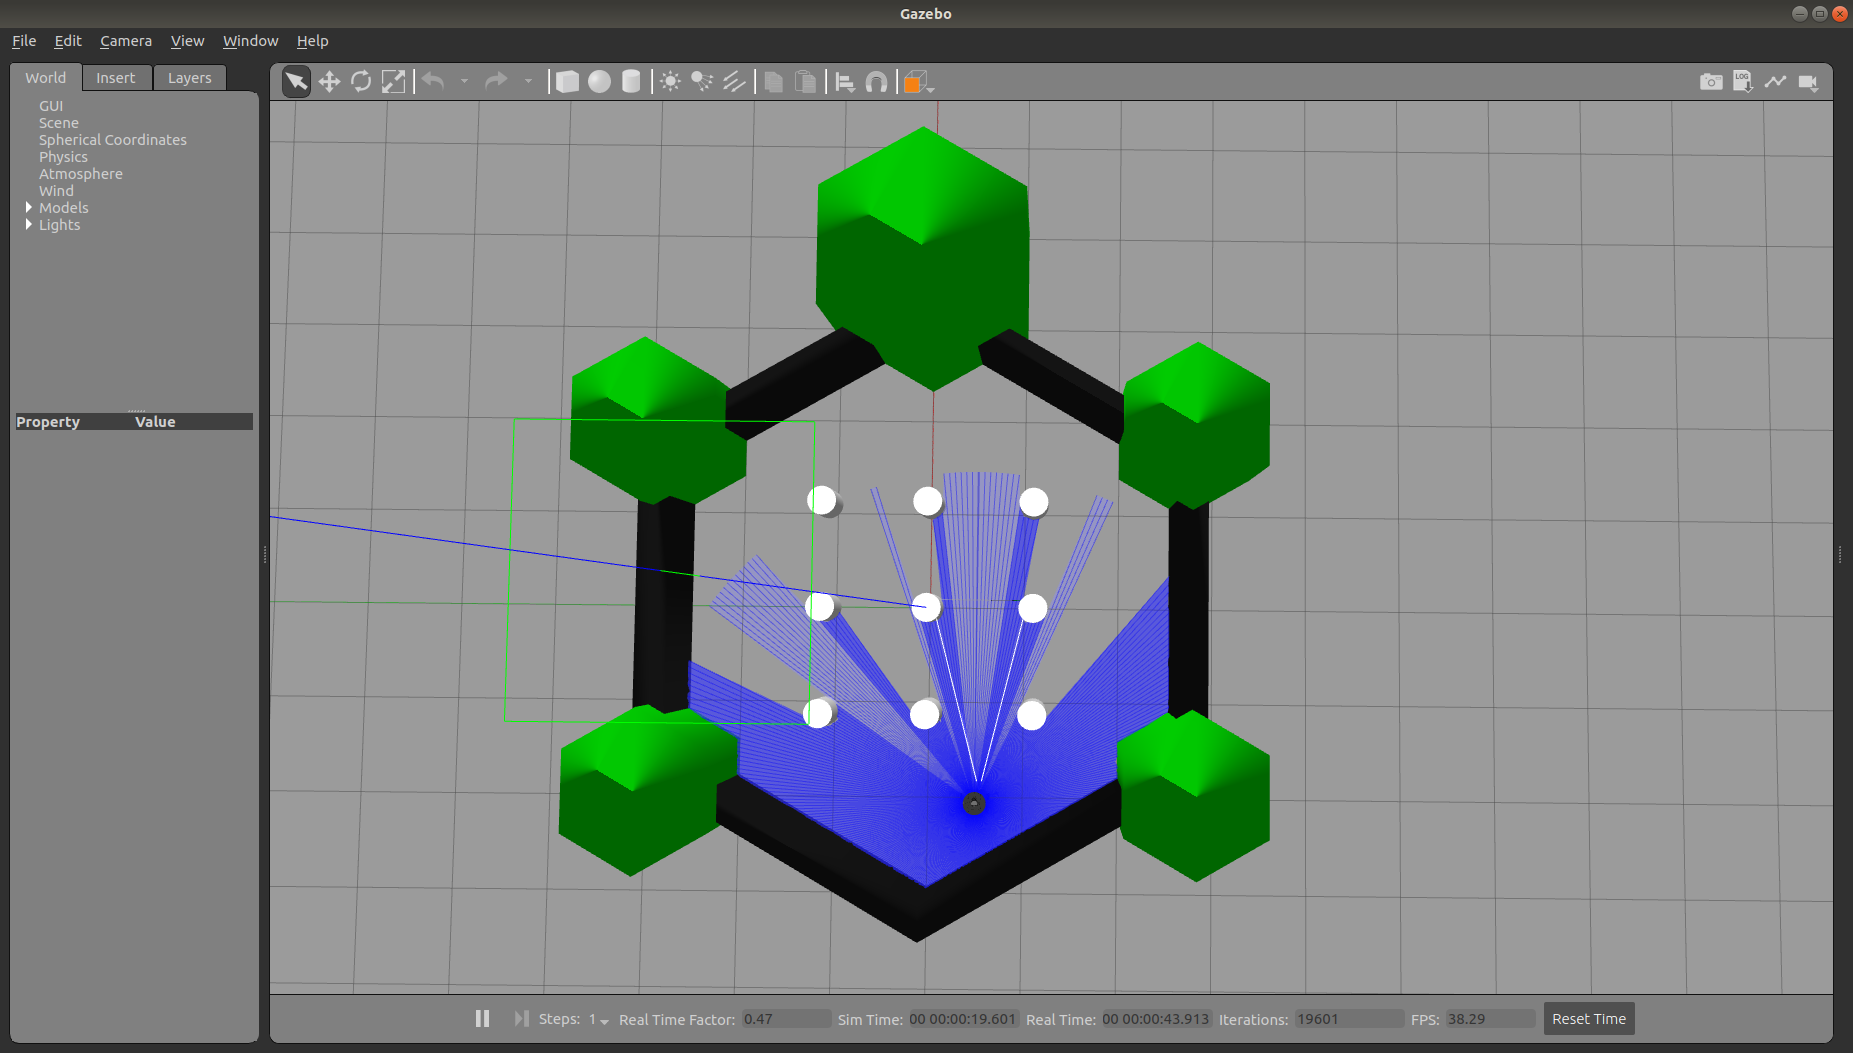 Gazebo
File Edit Camera View Window Help
World Insert Layers
GUI
Scene
Spherical Coordinates
Physics
Atmosphere
Wind
Models
Lights
Property Value
LOG
Steps: 1 Real Time Factor: 0.47 Sim Time: 00 00:00:19.601 Real Time: 00 00:00:43.913 Iterations: 19601 FPS: 38.29 Reset Time